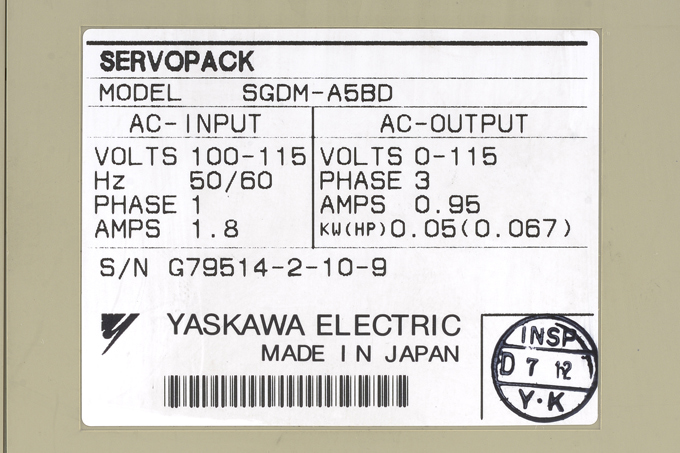 SERVOPACK
MODEL SGDM-A5BD
AC-INPUT AC-OUTPUT
VOLTS 100-115 VOLTS 0-115
Hz 50/60 PHASE 3
PHASE 1 AMPS 0.95
AMPS 1.8 KW(HP) 0.05(0.067)
S/N G79514-2-10-9
YASKAWA ELECTRIC
MADE IN JAPAN
INSP
D 7 12
Y·K